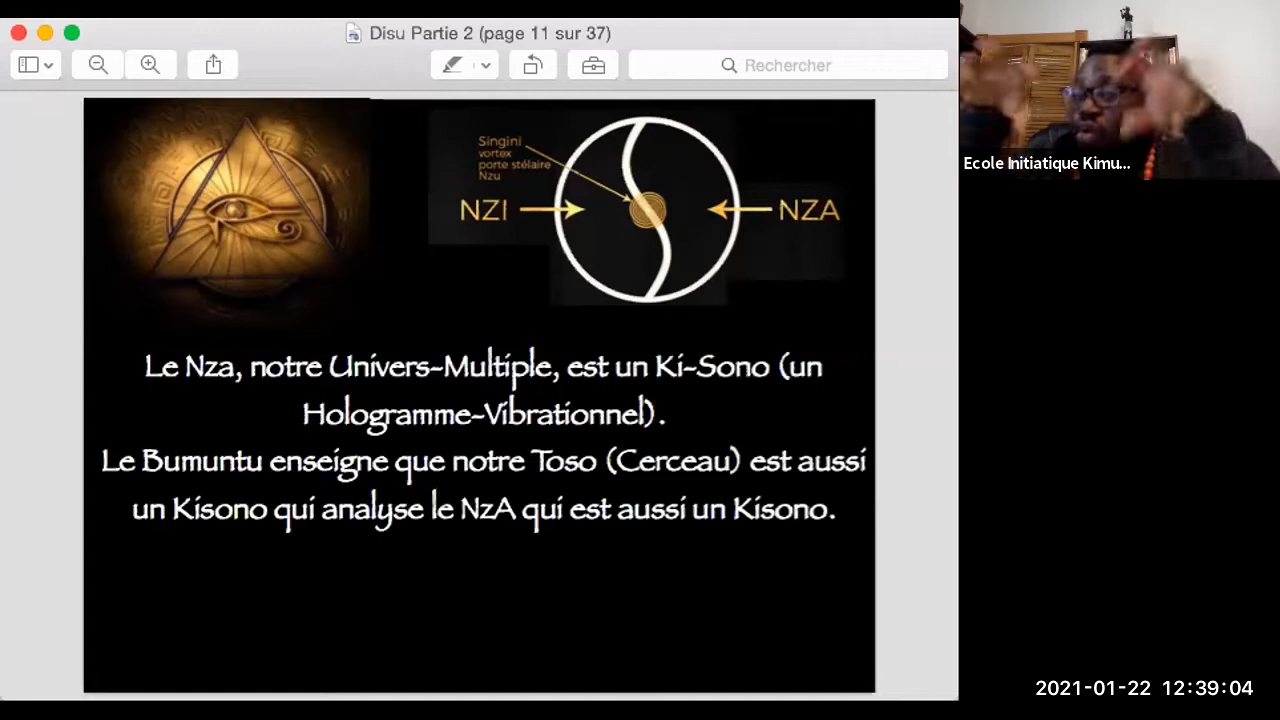 Disu Partie 2 (page 11 sur 37)
Rechercher
Singini
vortex
porte stélaire
Nzu
NZI
NZA
Le Nza, notre Univers-Multiple, est un Ki-Sono (un
Hologramme-Vibrationnel).
Le Bumuntu enseigne que notre Toso (Cerceau) est aussi
un Kisono qui analyse le NzA qui est aussi un Kisono.
Ecole Initiatique Kimu...
2021-01-22 12:39:04